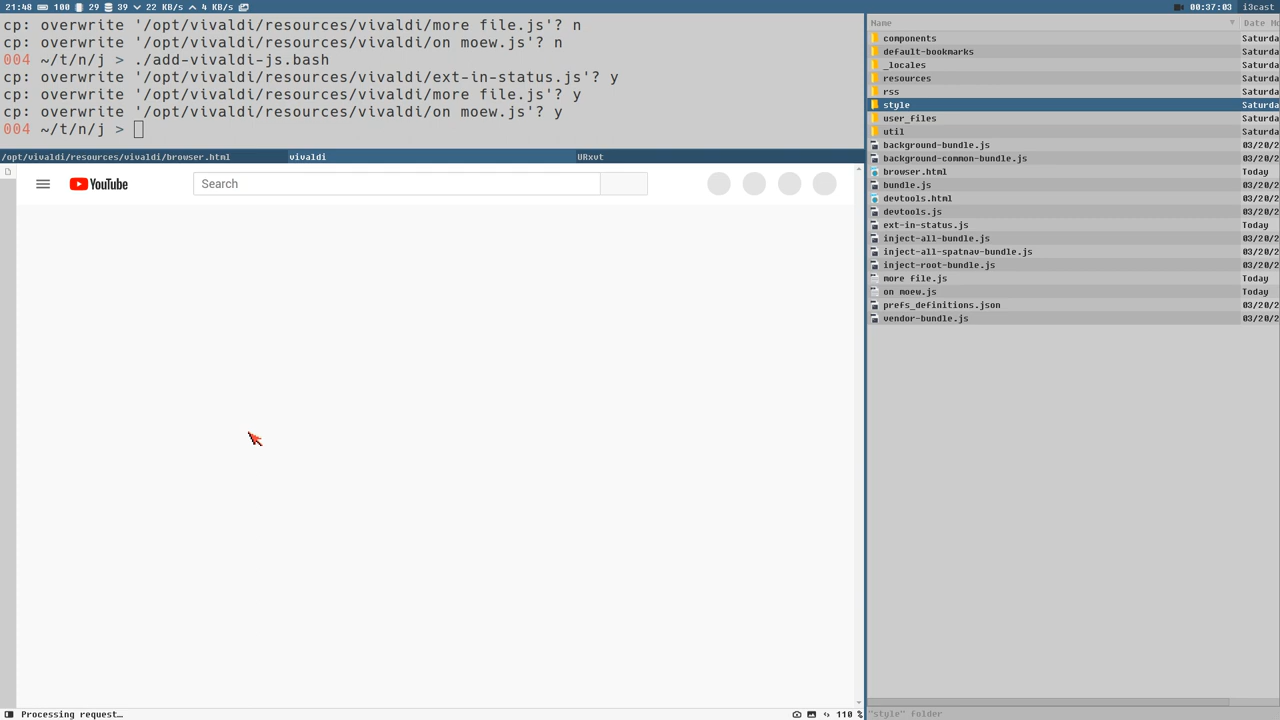 21:48 100 29 39 22 KB/s 4 KB/s 00:37:03 i3cast
cp: overwrite '/opt/vivaldi/resources/vivaldi/more file.js'? n
cp: overwrite '/opt/vivaldi/resources/vivaldi/on moew.js'? n
004 ~/t/n/j > ./add-vivaldi-js.bash
cp: overwrite '/opt/vivaldi/resources/vivaldi/ext-in-status.js'? y
cp: overwrite '/opt/vivaldi/resources/vivaldi/more file.js'? y
cp: overwrite '/opt/vivaldi/resources/vivaldi/on moew.js'? y
004 ~/t/n/j >
/opt/vivaldi/resources/vivaldi/browser.html vivaldi URxvt
YouTube Search
Processing request… 110 %
Name Date Mo
components Saturda
default-bookmarks Saturda
_locales Saturda
resources Saturda
rss Saturda
style Saturda
user_files Saturda
util Saturda
background-bundle.js 03/20/2
background-common-bundle.js 03/20/2
browser.html Today
bundle.js 03/20/2
devtools.html 03/20/2
devtools.js 03/20/2
ext-in-status.js Today
inject-all-bundle.js 03/20/2
inject-all-spatnav-bundle.js 03/20/2
inject-root-bundle.js 03/20/2
more file.js Today
on moew.js Today
prefs_definitions.json 03/20/2
vendor-bundle.js 03/20/2
"style" folder